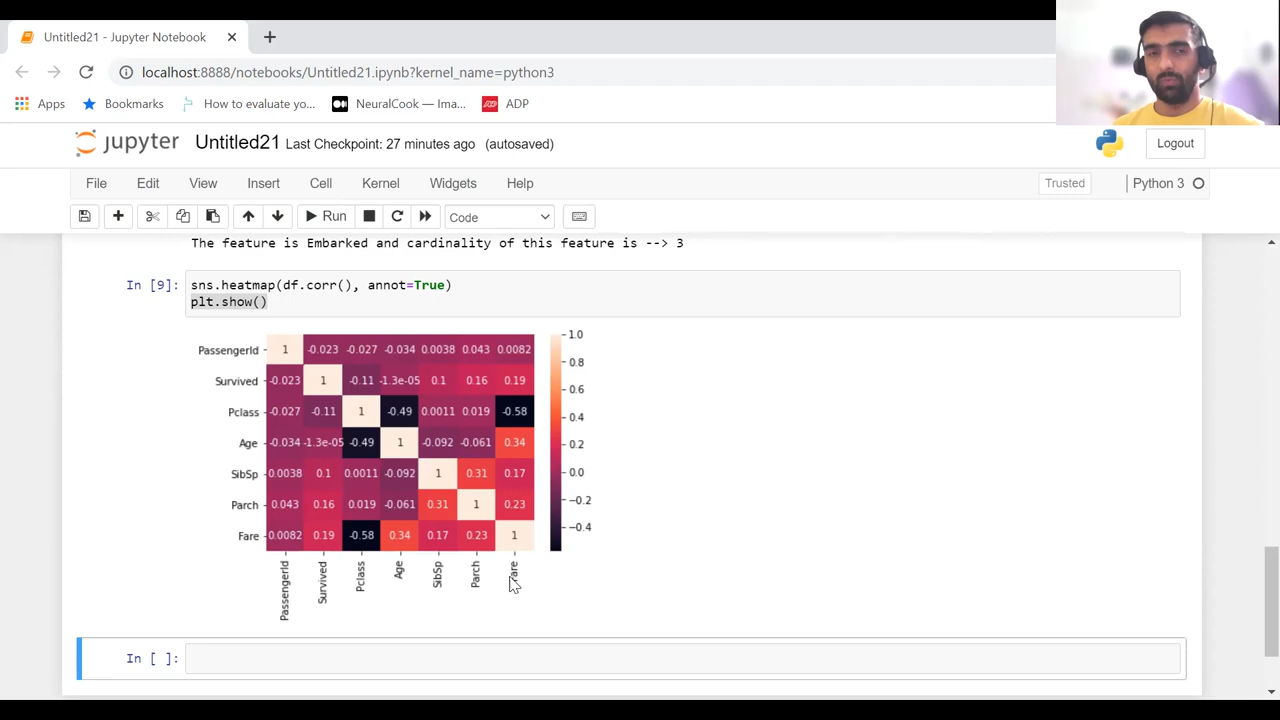 Untitled21 - Jupyter Notebook
localhost:8888/notebooks/Untitled21.ipynb?kernel_name=python3
Apps Bookmarks How to evaluate yo... NeuralCook — Ima... ADP
jupyter Untitled21 Last Checkpoint: 27 minutes ago (autosaved) Logout
File Edit View Insert Cell Kernel Widgets Help Trusted Python 3
Run Code
The feature is Embarked and cardinality of this feature is --> 3
In [9]: sns.heatmap(df.corr(), annot=True)
plt.show()
1.0
PassengerId 1 -0.023 -0.027 -0.034 0.0038 0.043 0.0082
0.8
Survived -0.023 1 -0.11 -1.3e-05 0.1 0.16 0.19
0.6
Pclass -0.027 -0.11 1 -0.49 0.0011 0.019 -0.58
0.4
Age -0.034 -1.3e-05 -0.49 1 -0.092 -0.061 0.34
0.2
SibSp 0.0038 0.1 0.0011 -0.092 1 0.31 0.17
0.0
Parch 0.043 0.16 0.019 -0.061 0.31 1 0.23
-0.2
Fare 0.0082 0.19 -0.58 0.34 0.17 0.23 1
-0.4
PassengerId Survived Pclass Age SibSp Parch Fare
In [ ]: